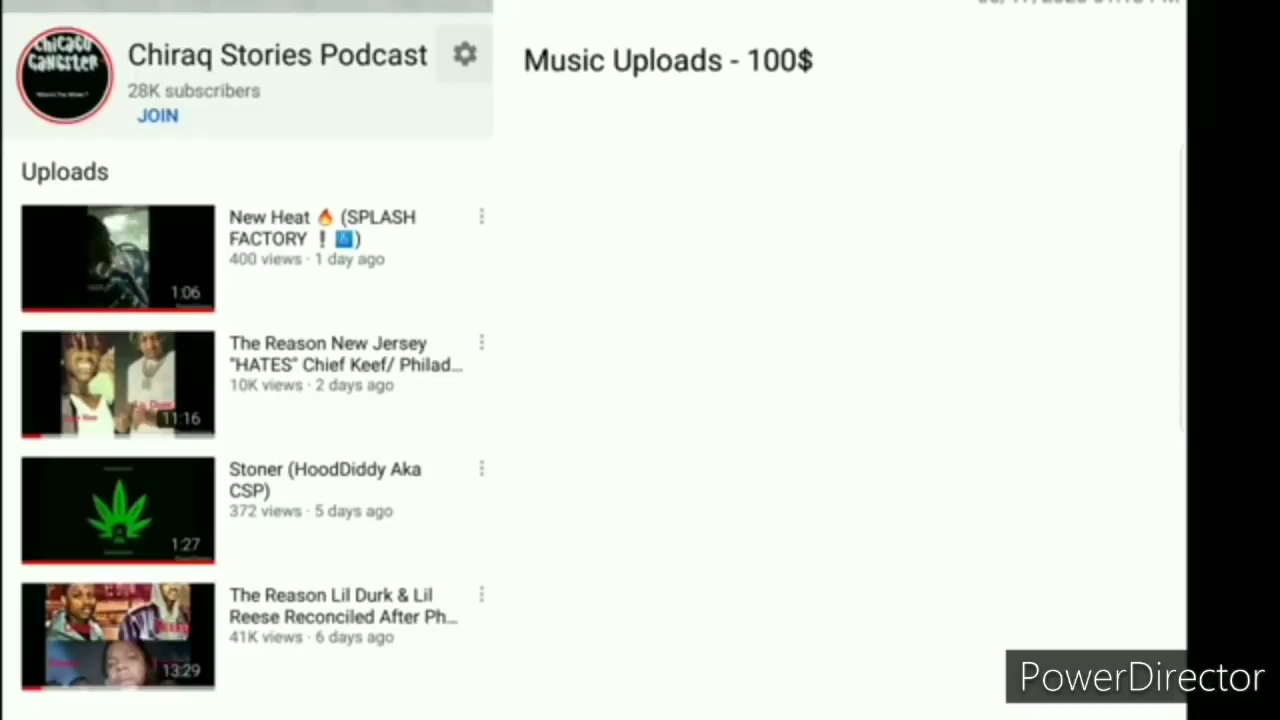 Chicago
Gangster
Chiraq Stories Podcast
28K subscribers
JOIN
Music Uploads - 100$
Uploads
New Heat 🔥 (SPLASH
FACTORY ❗
400 views · 1 day ago
1:06
The Reason New Jersey
"HATES" Chief Keef/ Philad...
10K views · 2 days ago
11:16
Stoner (HoodDiddy Aka
CSP)
372 views · 5 days ago
1:27
The Reason Lil Durk & Lil
Reese Reconciled After Ph...
41K views · 6 days ago
13:29
PowerDirector